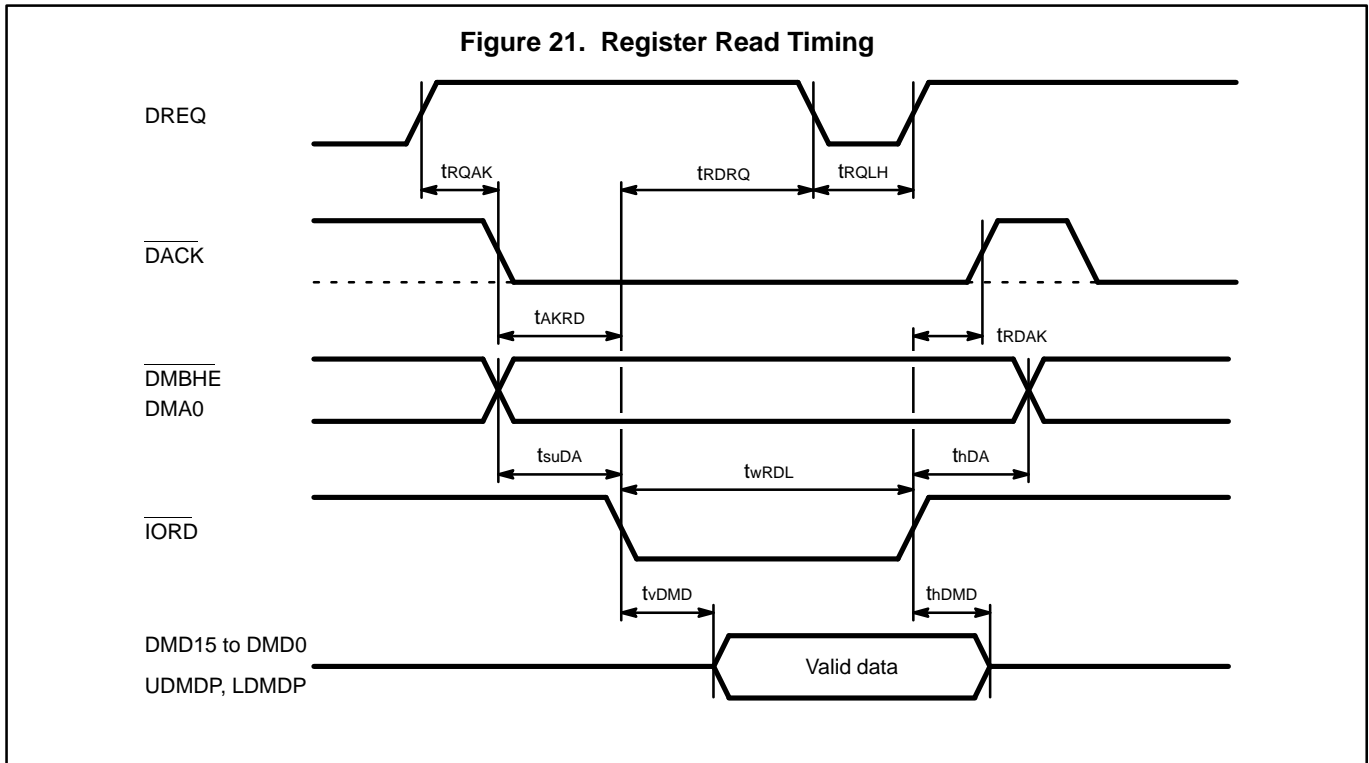 Figure 21. Register Read Timing
DREQ
tRQAK
tRDRQ
tRQLH
DACK
tAKRD
tRDAK
DMBHE
DMA0
tsuDA
twRDL
thDA
IORD
tvDMD
thDMD
DMD15 to DMD0
Valid data
UDMDP, LDMDP